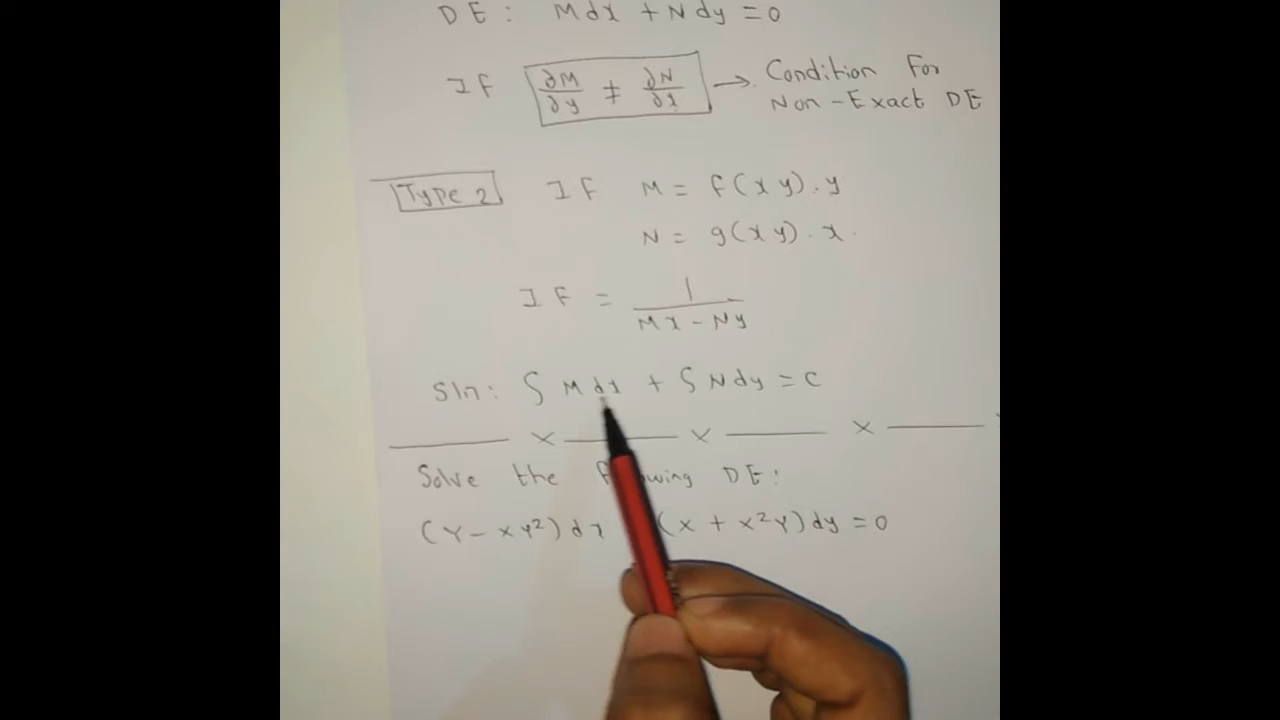 DE: Mdx + Ndy = 0
IF ∂M/∂y ≠ ∂N/∂x → Condition For
Non-Exact DE
Type 2 IF M = f(xy).y
N = g(xy).x.
IF = 1/(Mx - Ny)
Sln: ∫ M dx + ∫ N dy = c
Solve the DE:
(Y - xy²)dx (x + x²y)dy = 0